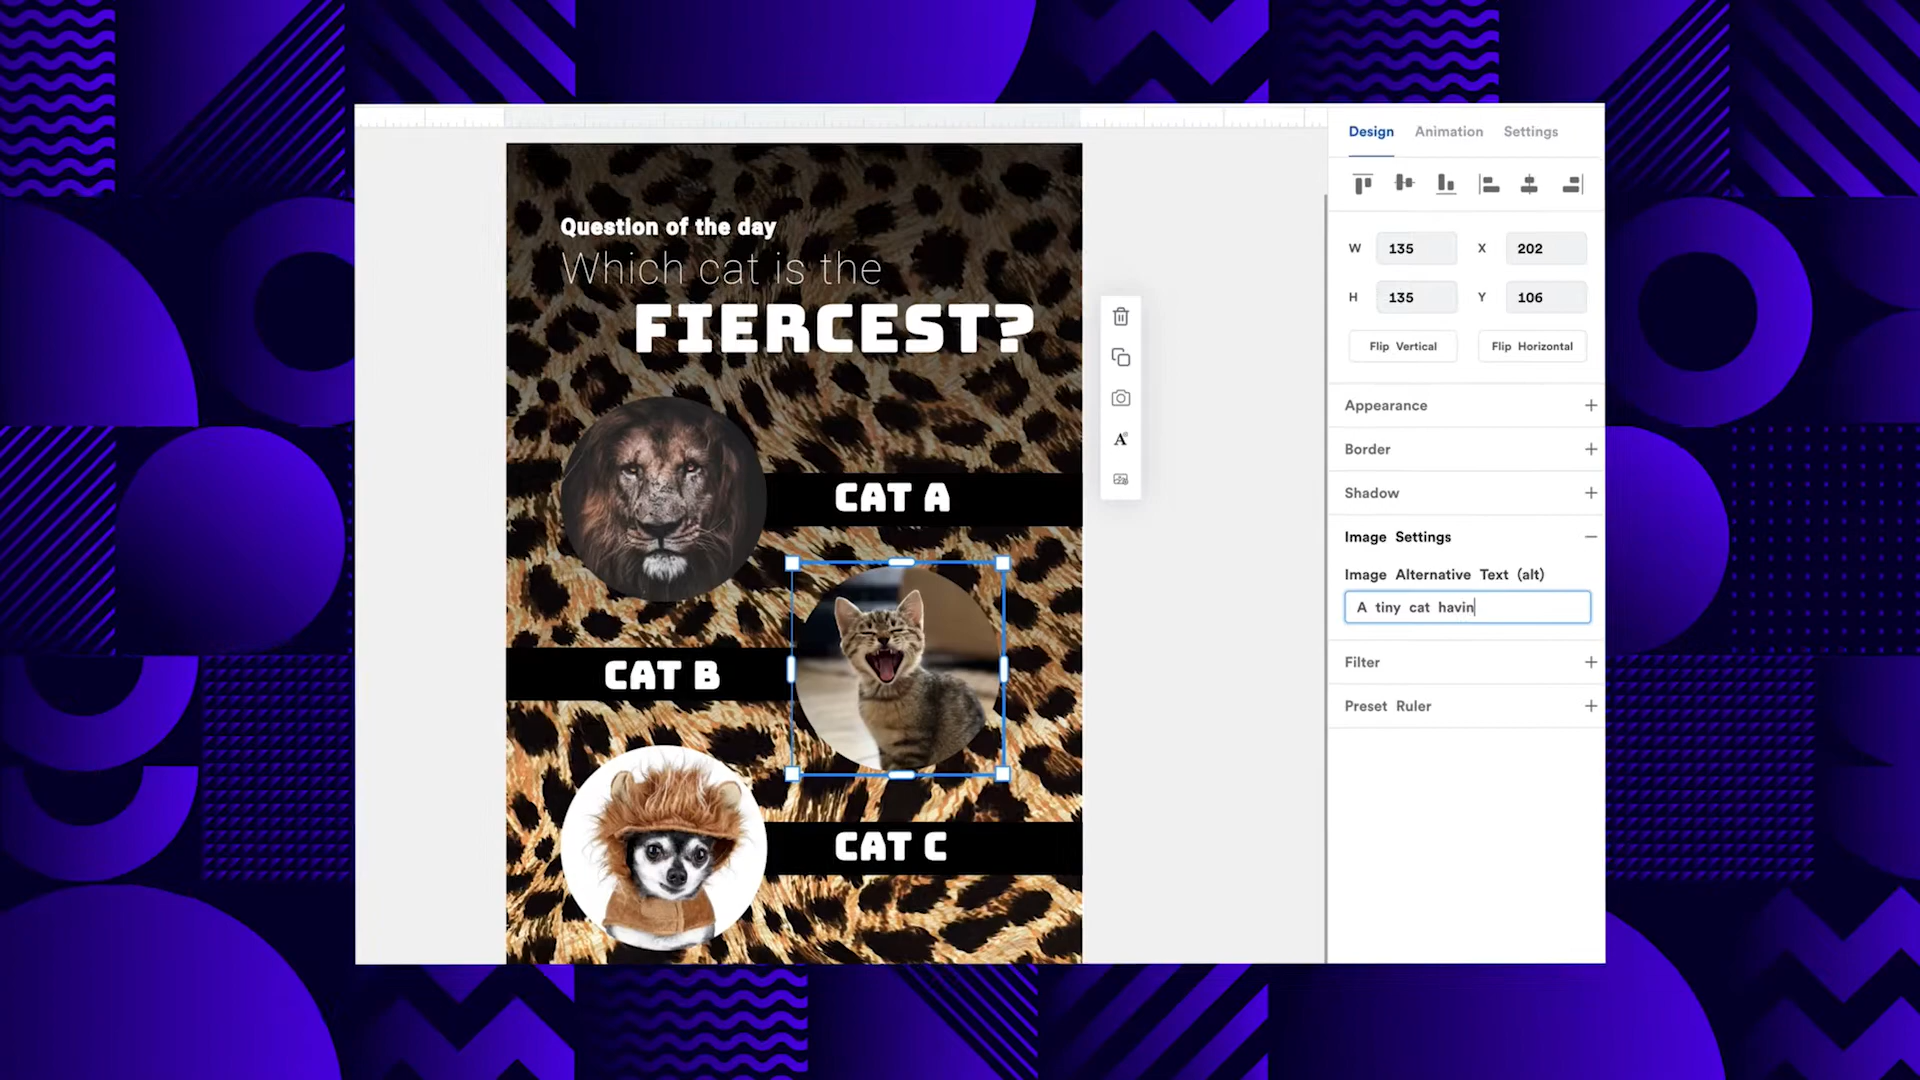 Question of the day
Which cat is the
FIERCEST?
CAT A
CAT B
CAT C
A
Design Animation Settings
W 135 X 202
H 135 Y 106
Flip Vertical Flip Horizontal
Appearance
Border
Shadow
Image Settings
Image Alternative Text (alt)
A tiny cat havin
Filter
Preset Ruler